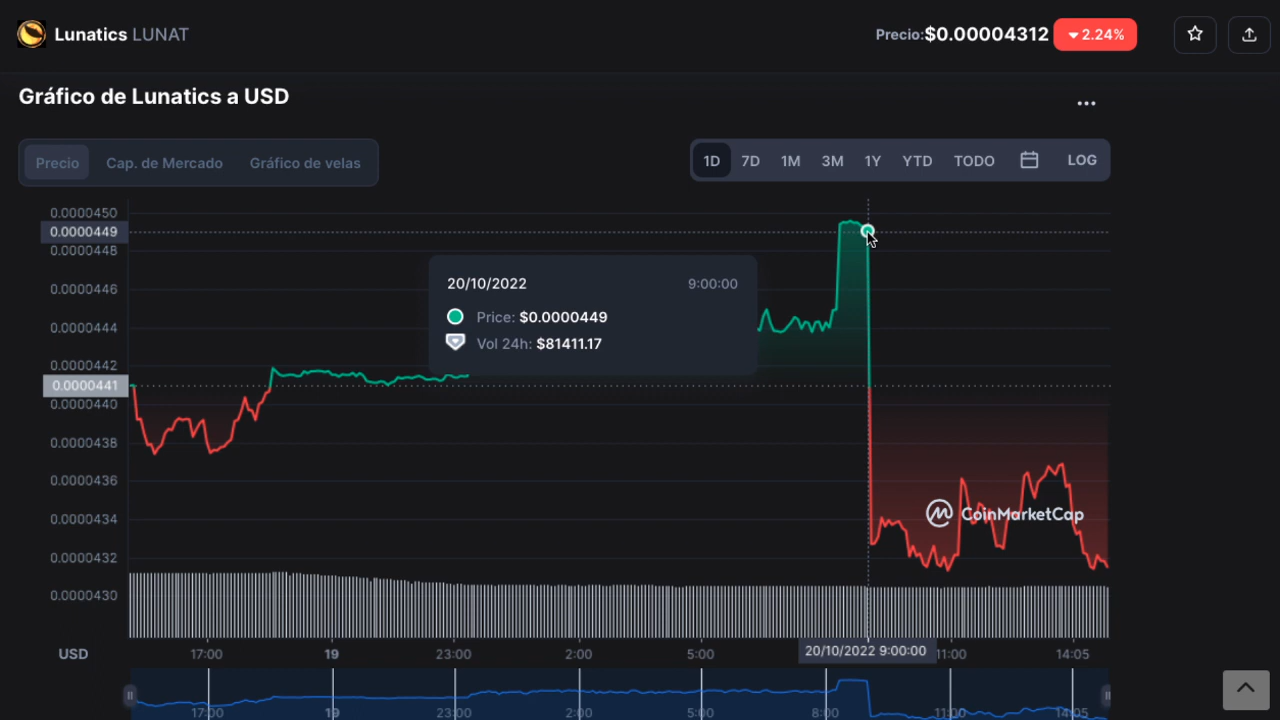 Lunatics LUNAT
Precio:$0.00004312 2.24%
Gráfico de Lunatics a USD
Precio Cap. de Mercado Gráfico de velas
1D 7D 1M 3M 1Y YTD TODO LOG
0.0000450
0.0000449
0.0000448
0.0000446
0.0000444
0.0000442
0.0000441
0.0000440
0.0000438
0.0000436
0.0000434
0.0000432
0.0000430
20/10/2022 9:00:00
Price: $0.0000449
Vol 24h: $81411.17
CoinMarketCap
USD 17:00 19 23:00 2:00 5:00 20/10/2022 9:00:00 11:00 14:05
17:00 19 23:00 2:00 5:00 8:00 11:00 14:05